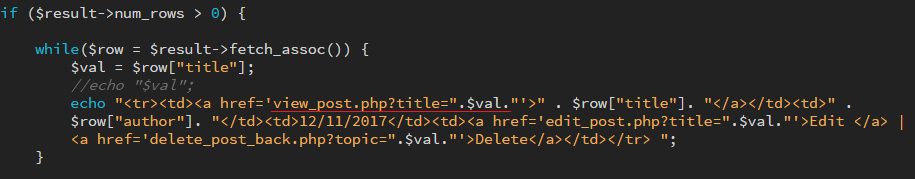 if ($result->num_rows > 0) {
while($row = $result->fetch_assoc()) {
$val = $row["title"];
//echo "$val";
echo "<tr><td><a href='view_post.php?title=".$val."'>" . $row["title"]. "</a></td><td>" .
$row["author"]. "</td><td>12/11/2017</td><td><a href='edit_post.php?title=".$val."'>Edit </a> |
<a href='delete_post_back.php?topic=".$val."'>Delete</a></td></tr> ";
}